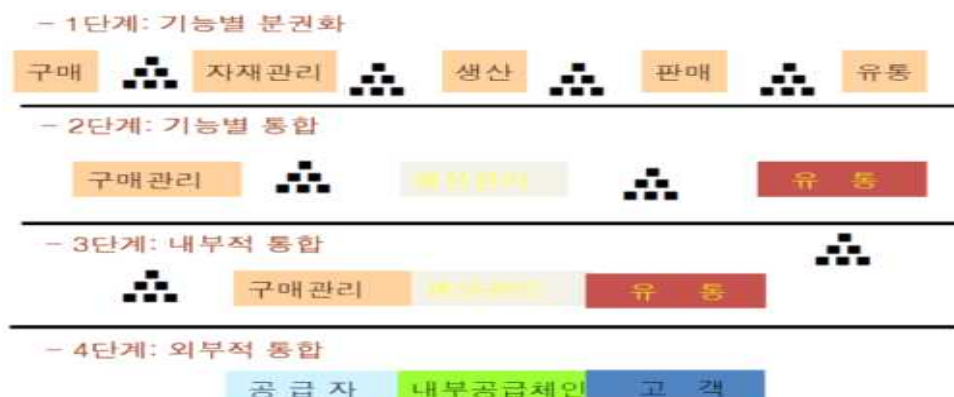 - 1단계: 기능별 분권화
구매 자재관리 생산 판매 유통
- 2단계: 기능별 통합
구매관리 유 통
- 3단계: 내부적 통합
구매관리 유 통
- 4단계: 외부적 통합
공 급 자 내부공급체인 고 객